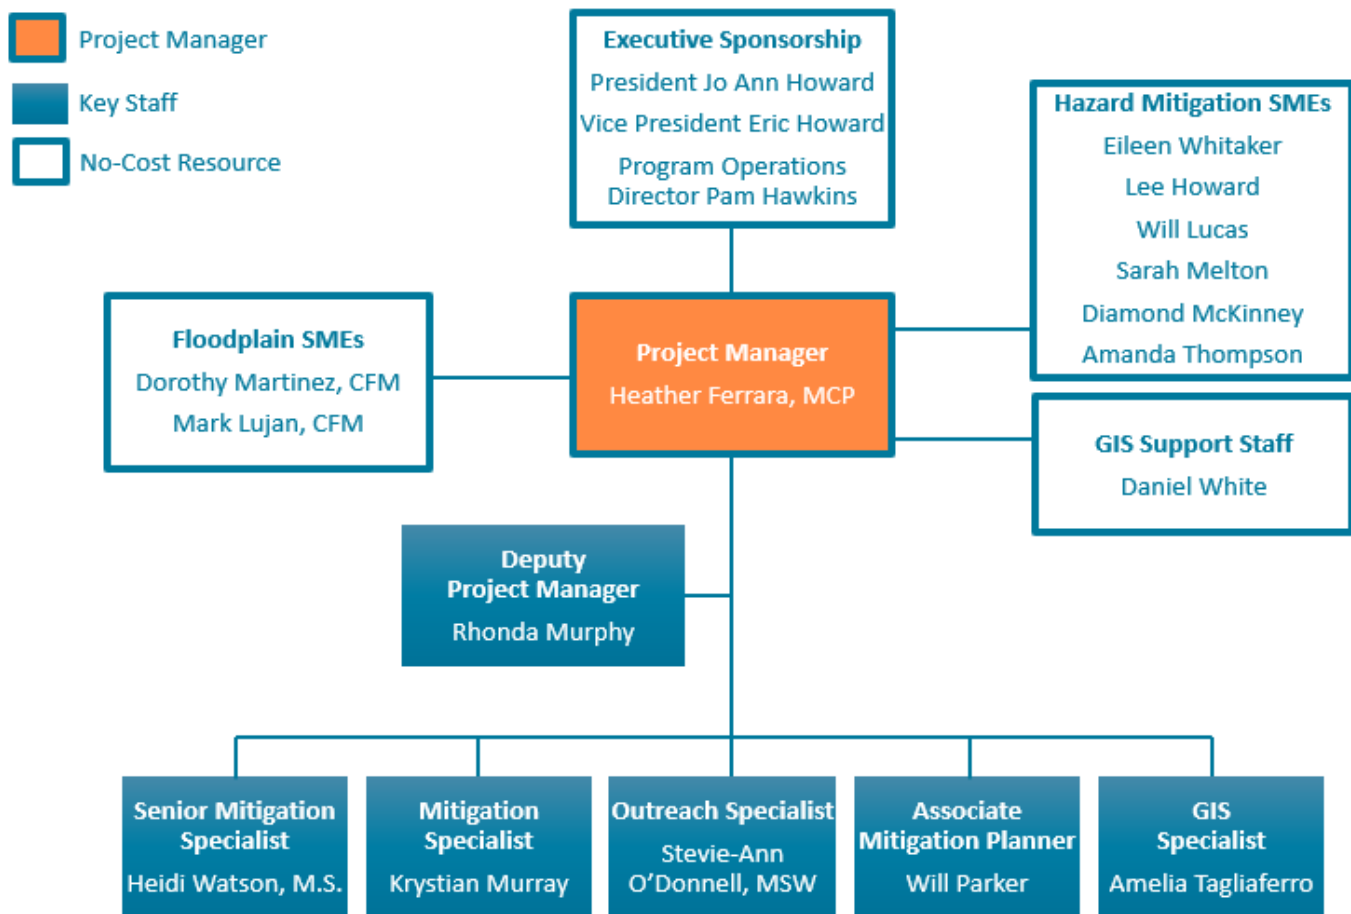 Project Manager
Key Staff
No-Cost Resource
Executive Sponsorship
President Jo Ann Howard
Vice President Eric Howard
Program Operations
Director Pam Hawkins
Hazard Mitigation SMEs
Eileen Whitaker
Lee Howard
Will Lucas
Sarah Melton
Diamond McKinney
Amanda Thompson
Floodplain SMEs
Dorothy Martinez, CFM
Mark Lujan, CFM
Project Manager
Heather Ferrara, MCP
GIS Support Staff
Daniel White
Deputy
Project Manager
Rhonda Murphy
Senior Mitigation
Specialist
Heidi Watson, M.S.
Mitigation
Specialist
Krystian Murray
Outreach Specialist
Stevie-Ann
O’Donnell, MSW
Associate
Mitigation Planner
Will Parker
GIS
Specialist
Amelia Tagliaferro